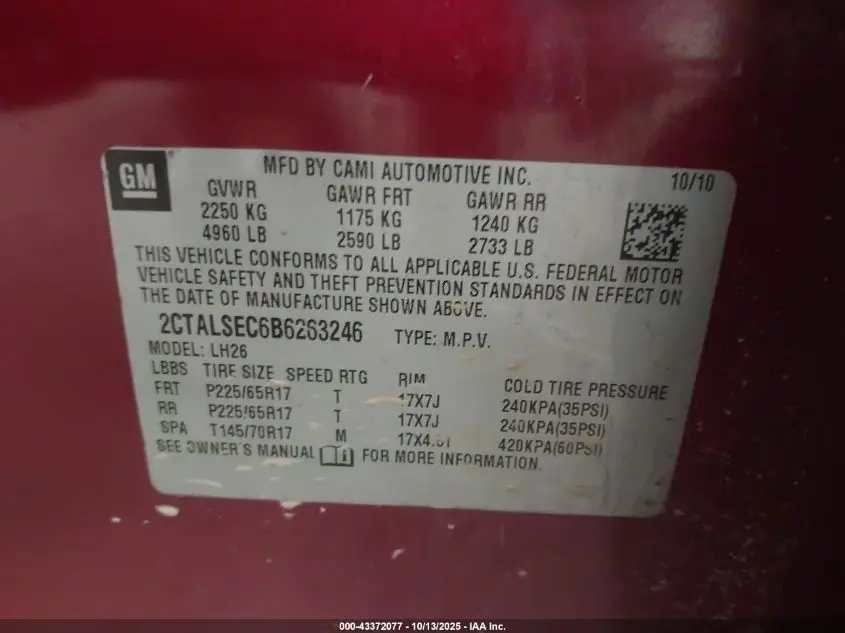 GM
MFD BY CAMI AUTOMOTIVE INC.
10/10
GVWR GAWR FRT GAWR RR
2250 KG 1175 KG 1240 KG
4960 LB 2590 LB 2733 LB
THIS VEHICLE CONFORMS TO ALL APPLICABLE U.S. FEDERAL MOTOR
VEHICLE SAFETY AND THEFT PREVENTION STANDARDS IN EFFECT ON
THE DATE OF MANUFACTURE SHOWN ABOVE.
2CTALSEC6B6263246 TYPE: M.P.V.
MODEL: LH26
LBBS TIRE SIZE SPEED RTG RIM COLD TIRE PRESSURE
FRT P225/65R17 T 17X7J 240KPA(35PSI)
RR P225/65R17 T 17X7J 240KPA(35PSI)
SPA T145/70R17 M 420KPA(60PSI)
SEE OWNER'S MANUAL FOR MORE INFORMATION.
000-43372077 - 10/13/2025 - IAA Inc.